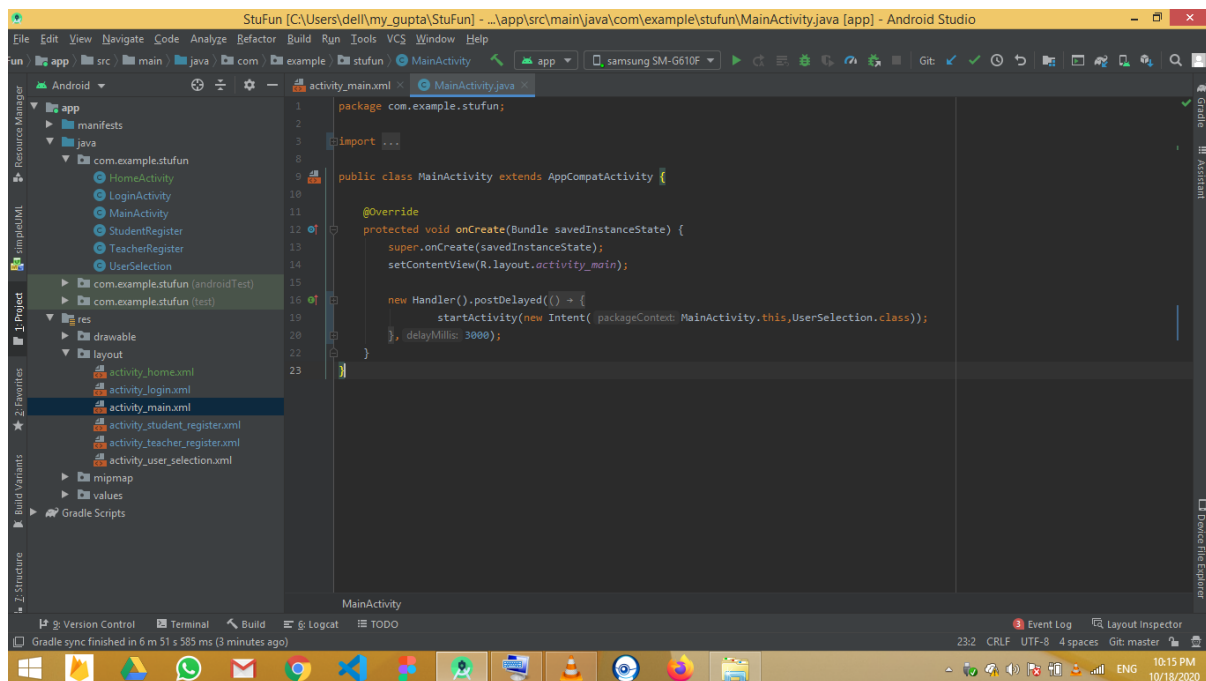 StuFun [C:\Users\dell\my_gupta\StuFun] - ...\app\src\main\java\com\example\stufun\MainActivity.java [app] - Android Studio
File Edit View Navigate Code Analyze Refactor Build Run Tools VCS Window Help
Fun app src main java com example stufun MainActivity app samsung SM-G610F Git:
Android
activity_main.xml MainActivity.java
app
manifests
java
com.example.stufun
HomeActivity
LoginActivity
MainActivity
StudentRegister
TeacherRegister
UserSelection
com.example.stufun (androidTest)
com.example.stufun (test)
res
drawable
layout
activity_home.xml
activity_login.xml
activity_main.xml
activity_student_register.xml
activity_teacher_register.xml
activity_user_selection.xml
mipmap
values
Gradle Scripts
Resource Manager
simpleUML
1: Project
2: Favorites
Build Variants
Z: Structure
1 package com.example.stufun;
2
3 import ...
8
9 public class MainActivity extends AppCompatActivity {
10
11 @Override
12 protected void onCreate(Bundle savedInstanceState) {
13 super.onCreate(savedInstanceState);
14 setContentView(R.layout.activity_main);
15
16 new Handler().postDelayed(() → {
19 startActivity(new Intent( packageContext: MainActivity.this,UserSelection.class));
20 }, delayMillis: 3000);
22 }
23 }
MainActivity
Gradle
Assistant
Device File Explorer
9: Version Control Terminal Build 6: Logcat TODO 3 Event Log Layout Inspector
Gradle sync finished in 6 m 51 s 585 ms (3 minutes ago) 23:2 CRLF UTF-8 4 spaces Git: master
ENG 10:15 PM
10/18/2020